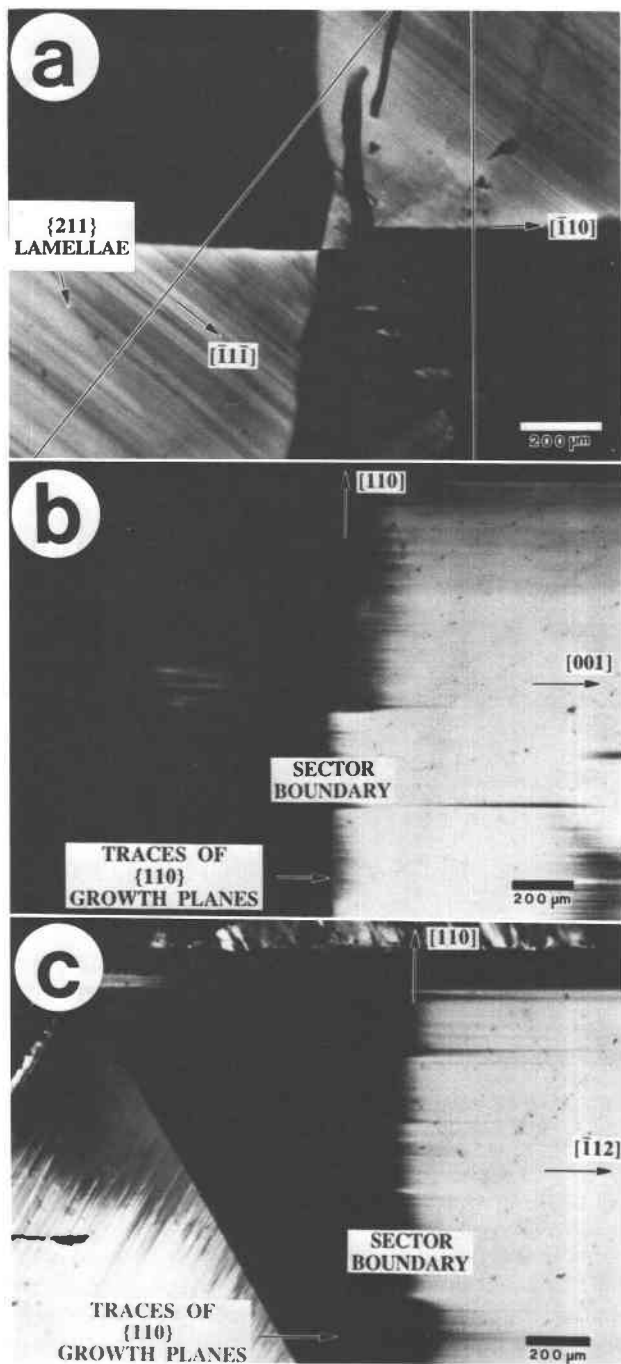 a
{211}
LAMELLAE
[1̄10]
[1̄11̄]
200 µm
b
[110]
[001]
SECTOR
BOUNDARY
TRACES OF
{110}
GROWTH PLANES
200 µm
c
[110]
[1̄12]
SECTOR
BOUNDARY
TRACES OF
{110}
GROWTH PLANES
200 µm